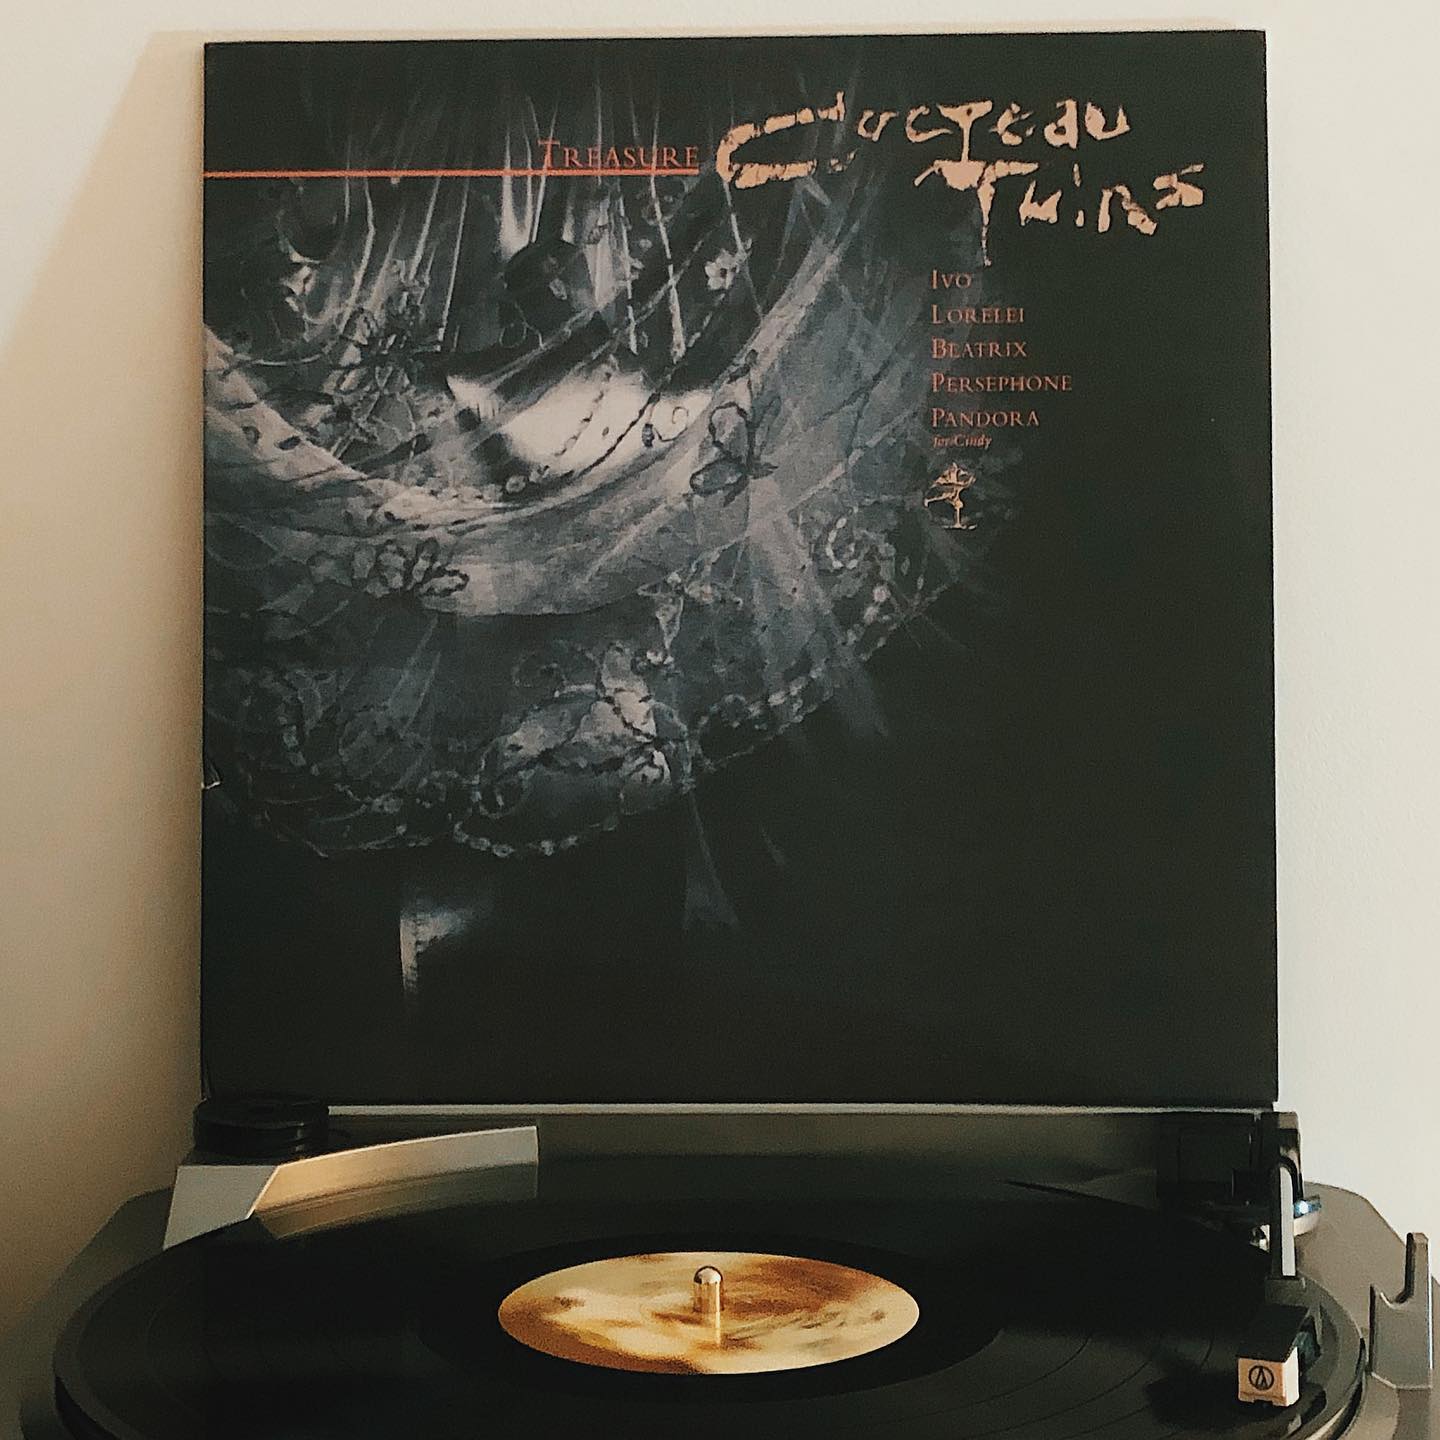 TREASURE
Cocteau
Twins
IVO
LORELEI
BEATRIX
PERSEPHONE
PANDORA
for Cindy